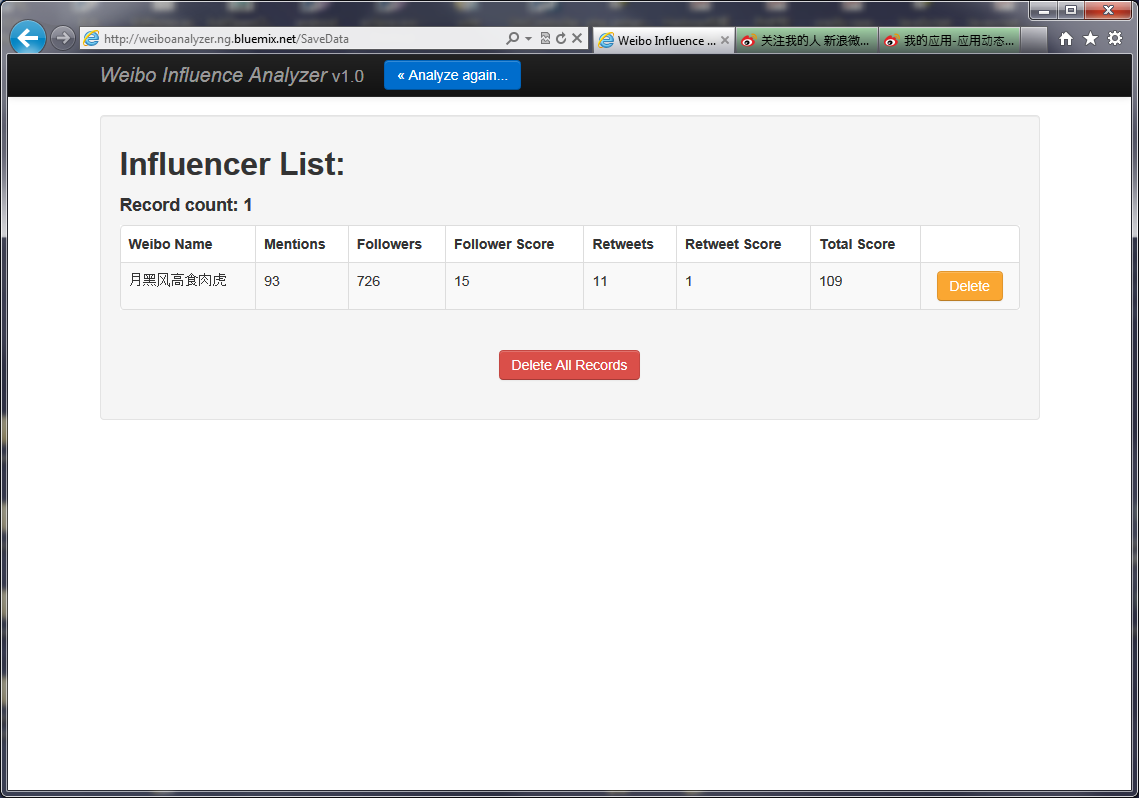 http://weiboanalyzer.ng.bluemix.net/SaveData
Weibo Influence ...
关注我的人 新浪微...
我的应用-应用动态...
Weibo Influence Analyzer v1.0
« Analyze again...
Influencer List:
Record count: 1
Weibo Name Mentions Followers Follower Score Retweets Retweet Score Total Score
月黑风高食肉虎 93 726 15 11 1 109 Delete
Delete All Records